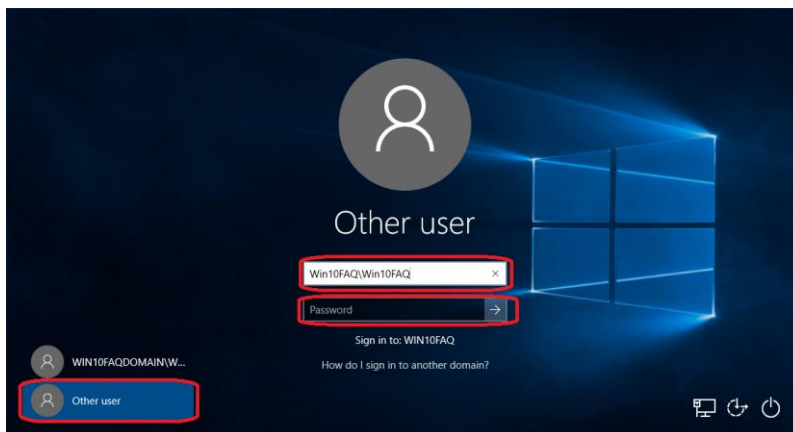 Other user
Win10FAQ\Win10FAQ
Password
Sign in to: WIN10FAQ
How do I sign in to another domain?
WIN10FAQDOMAIN\W...
Other user